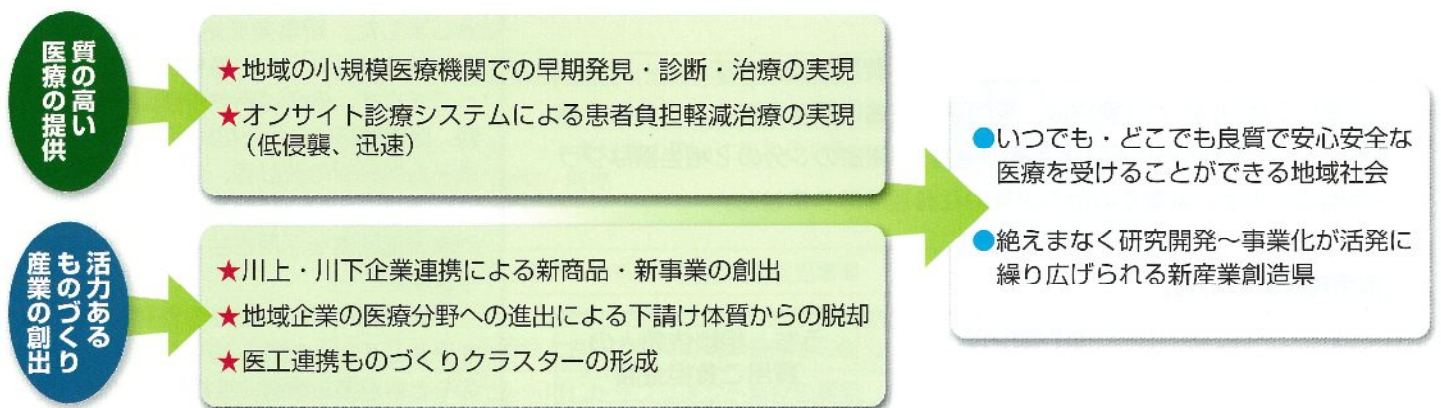 質の高い
医療の提供
★地域の小規模医療機関での早期発見・診断・治療の実現
★オンサイト診療システムによる患者負担軽減治療の実現
（低侵襲、迅速）
活力ある
ものづくり
産業の創出
★川上・川下企業連携による新商品・新事業の創出
★地域企業の医療分野への進出による下請け体質からの脱却
★医工連携ものづくりクラスターの形成
●いつでも・どこでも良質で安心安全な
医療を受けることができる地域社会
●絶えまなく研究開発～事業化が活発に
繰り広げられる新産業創造県